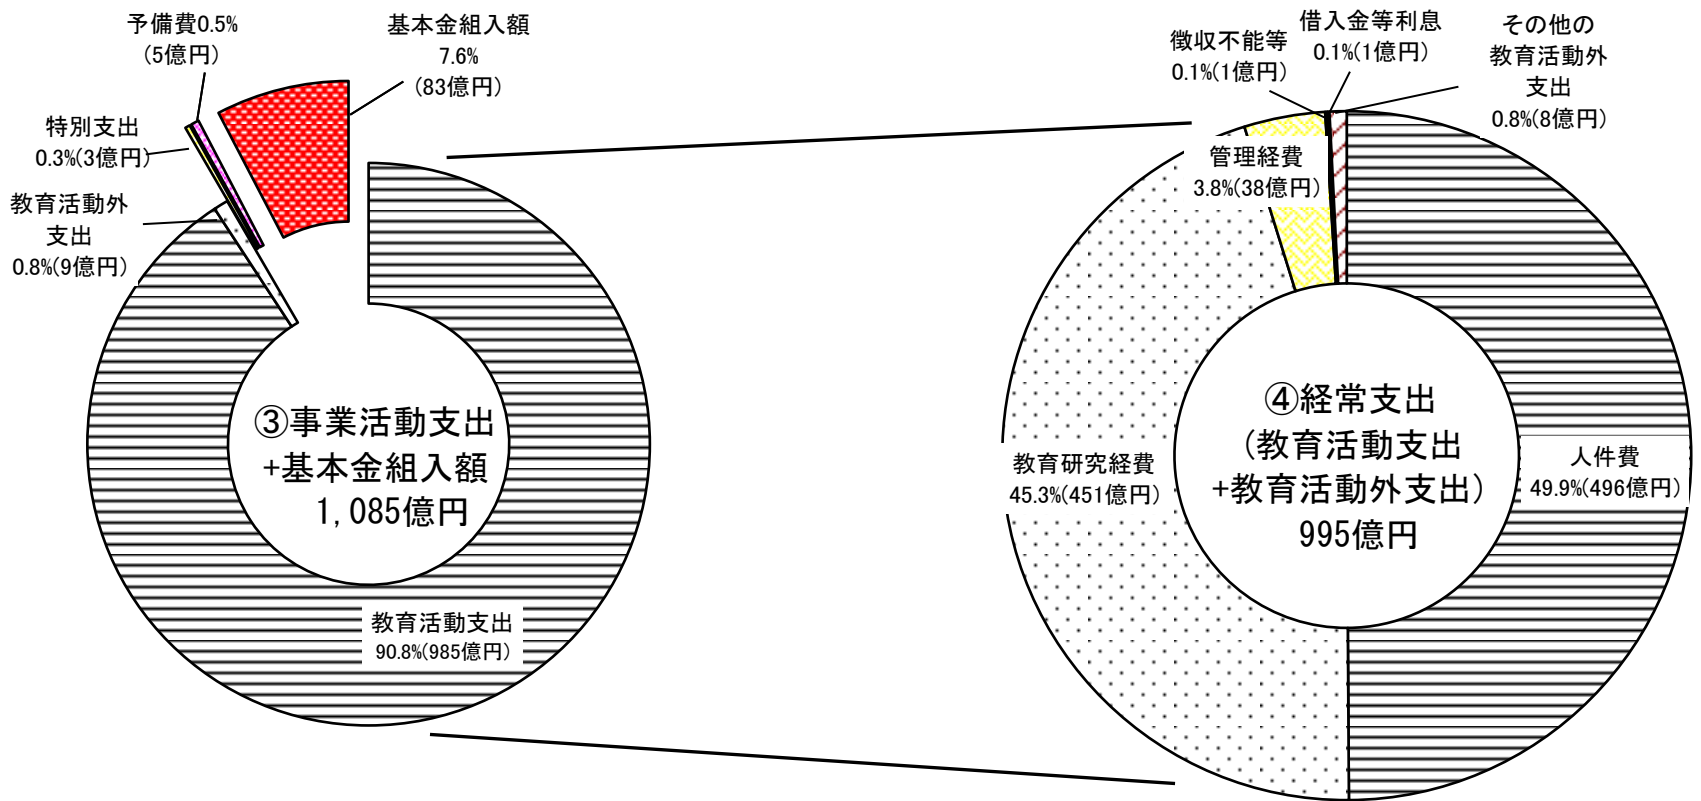 予備費0.5%
(5億円)
基本金組入額
7.6%
(83億円)
特別支出
0.3%(3億円)
教育活動外
支出
0.8%(9億円)
③事業活動支出
+基本金組入額
1,085億円
教育活動支出
90.8%(985億円)
徴収不能等
0.1%(1億円)
借入金等利息
0.1%(1億円)
その他の
教育活動外
支出
0.8%(8億円)
管理経費
3.8%(38億円)
教育研究経費
45.3%(451億円)
④経常支出
(教育活動支出
+教育活動外支出)
995億円
人件費
49.9%(496億円)